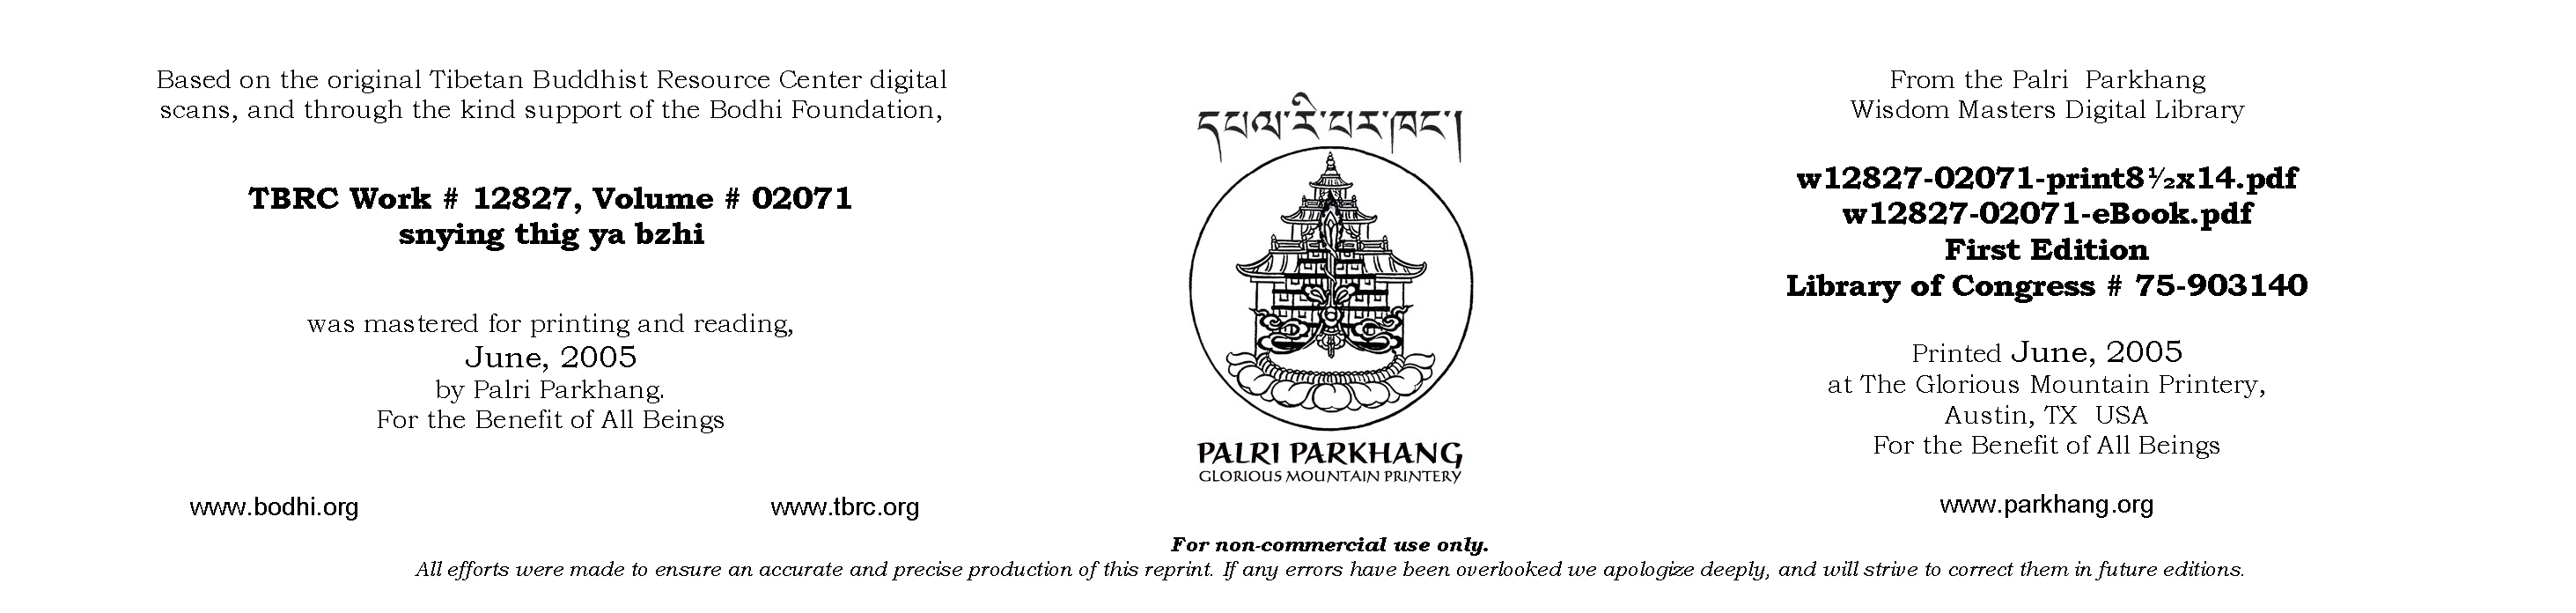 Based on the original Tibetan Buddhist Resource Center digital
scans, and through the kind support of the Bodhi Foundation,
TBRC Work # 12827, Volume # 02071
snying thig ya bzhi
was mastered for printing and reading,
June, 2005
by Palri Parkhang.
For the Benefit of All Beings
www.bodhi.org
www.tbrc.org
དཔལ་རི་པར་ཁང་།
PALRI PARKHANG
GLORIOUS MOUNTAIN PRINTERY
From the Palri Parkhang
Wisdom Masters Digital Library
w12827-02071-print8½x14.pdf
w12827-02071-eBook.pdf
First Edition
Library of Congress # 75-903140
Printed June, 2005
at The Glorious Mountain Printery,
Austin, TX USA
For the Benefit of All Beings
www.parkhang.org
For non-commercial use only.
All efforts were made to ensure an accurate and precise production of this reprint. If any errors have been overlooked we apologize deeply, and will strive to correct them in future editions.